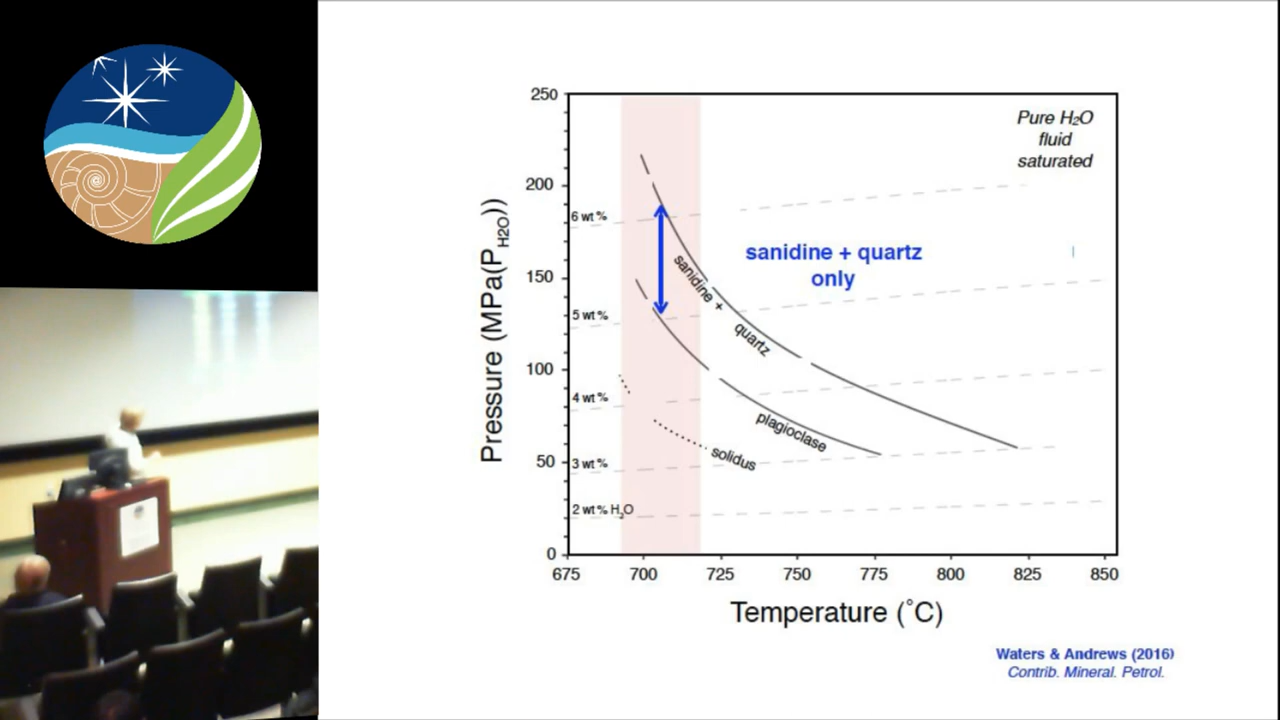 250
200
150
100
50
0
Pressure (MPa(P_H2O))
Pure H₂O
fluid
saturated
6 wt %
5 wt %
4 wt %
3 wt %
2 wt % H₂O
sanidine + quartz
only
sanidine +
quartz
plagioclase
solidus
675 700 725 750 775 800 825 850
Temperature (˚C)
Waters & Andrews (2016)
Contrib. Mineral. Petrol.